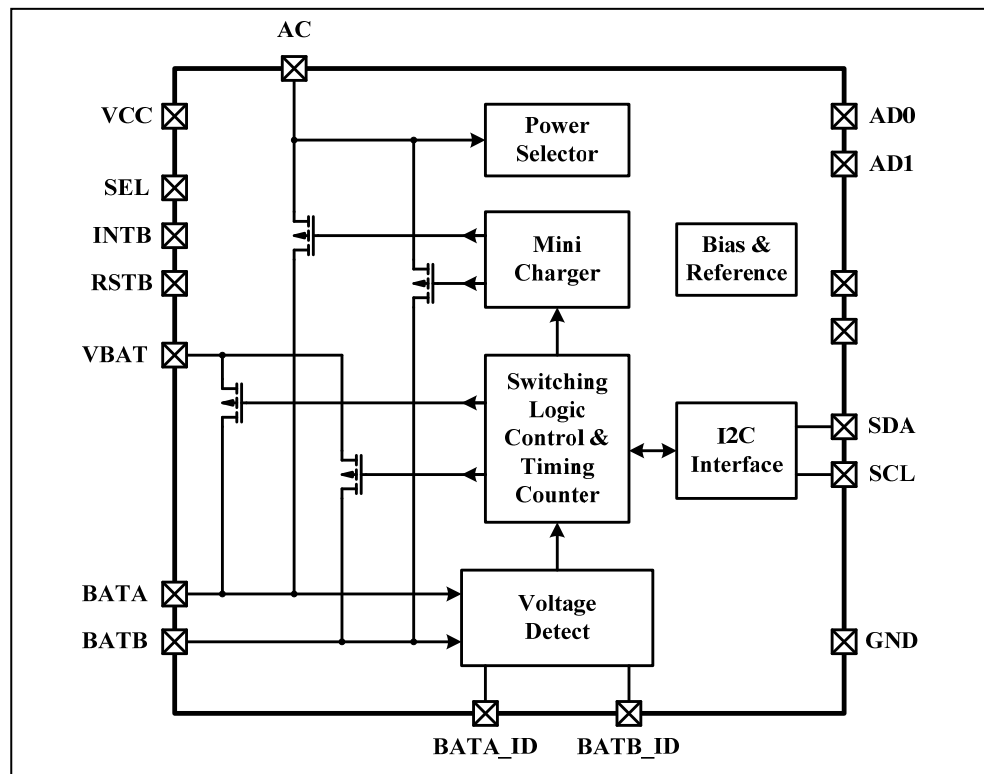 AC
VCC
SEL
INTB
RSTB
VBAT
BATA
BATB
Power
Selector
Mini
Charger
Switching
Logic
Control &
Timing
Counter
Voltage
Detect
Bias &
Reference
I2C
Interface
AD0
AD1
SDA
SCL
GND
BATA_ID
BATB_ID